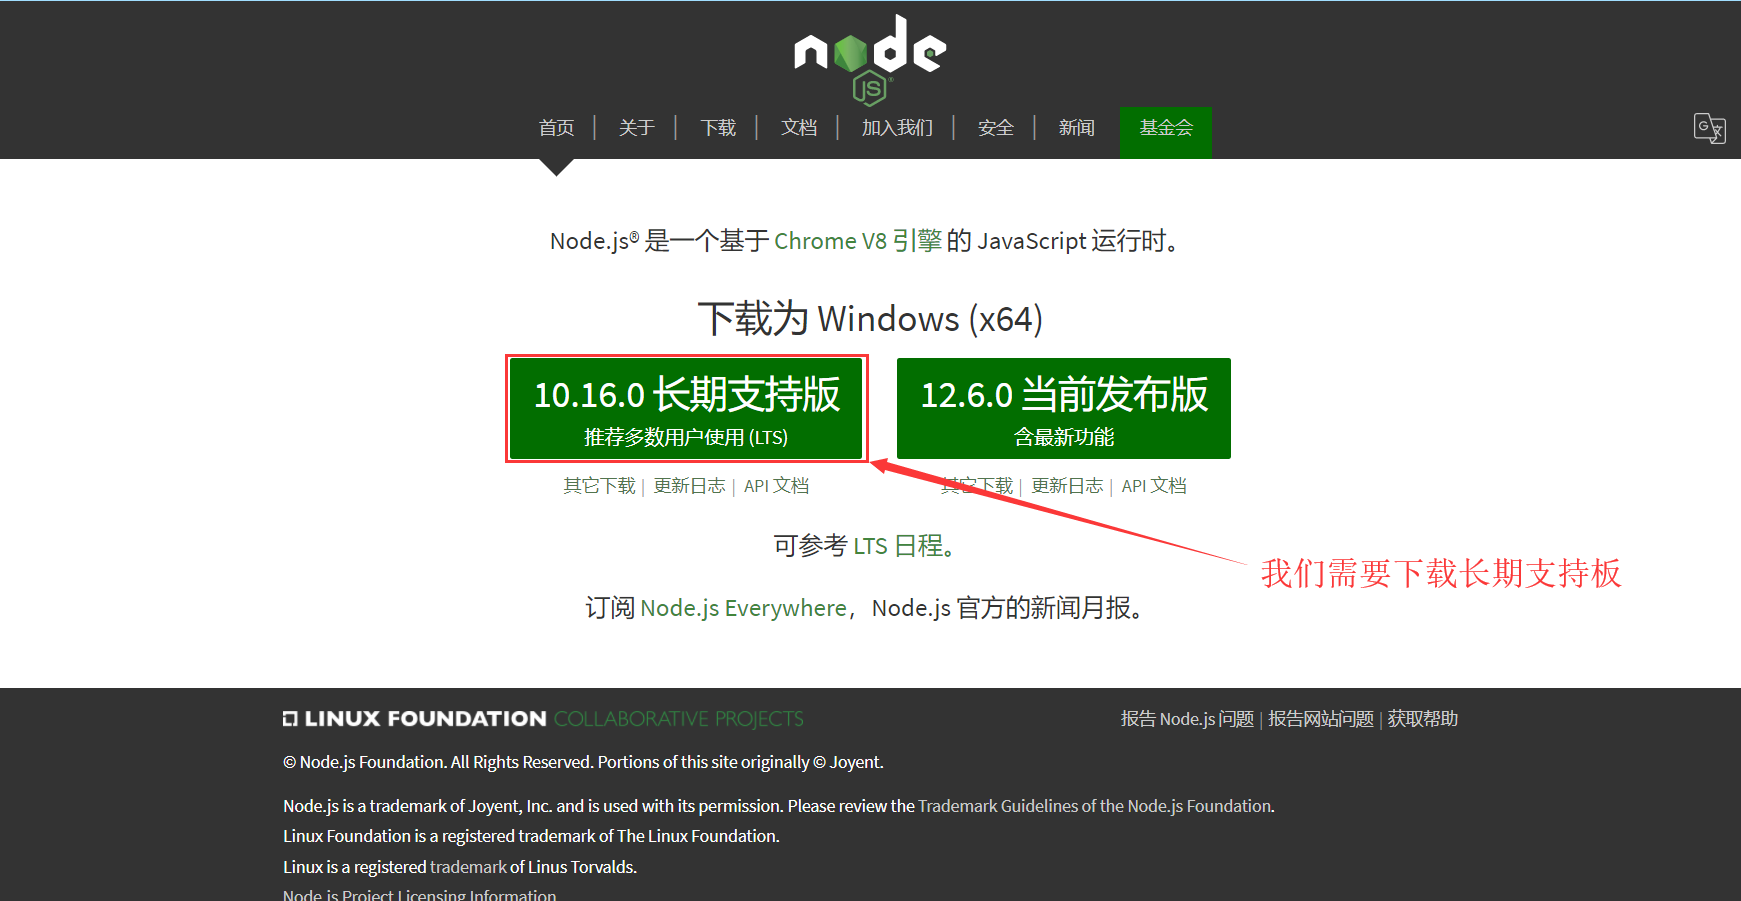 node
JS
首页 | 关于 | 下载 | 文档 | 加入我们 | 安全 | 新闻 基金会
Node.js® 是一个基于 Chrome V8 引擎 的 JavaScript 运行时。
下载为 Windows (x64)
10.16.0 长期支持版
推荐多数用户使用 (LTS)
12.6.0 当前发布版
含最新功能
其它下载 | 更新日志 | API 文档
其它下载 | 更新日志 | API 文档
可参考 LTS 日程。
我们需要下载长期支持板
订阅 Node.js Everywhere，Node.js 官方的新闻月报。
LINUX FOUNDATION COLLABORATIVE PROJECTS
报告 Node.js 问题 | 报告网站问题 | 获取帮助
© Node.js Foundation. All Rights Reserved. Portions of this site originally © Joyent.
Node.js is a trademark of Joyent, Inc. and is used with its permission. Please review the Trademark Guidelines of the Node.js Foundation.
Linux Foundation is a registered trademark of The Linux Foundation.
Linux is a registered trademark of Linus Torvalds.
Node.js Project Licensing Information